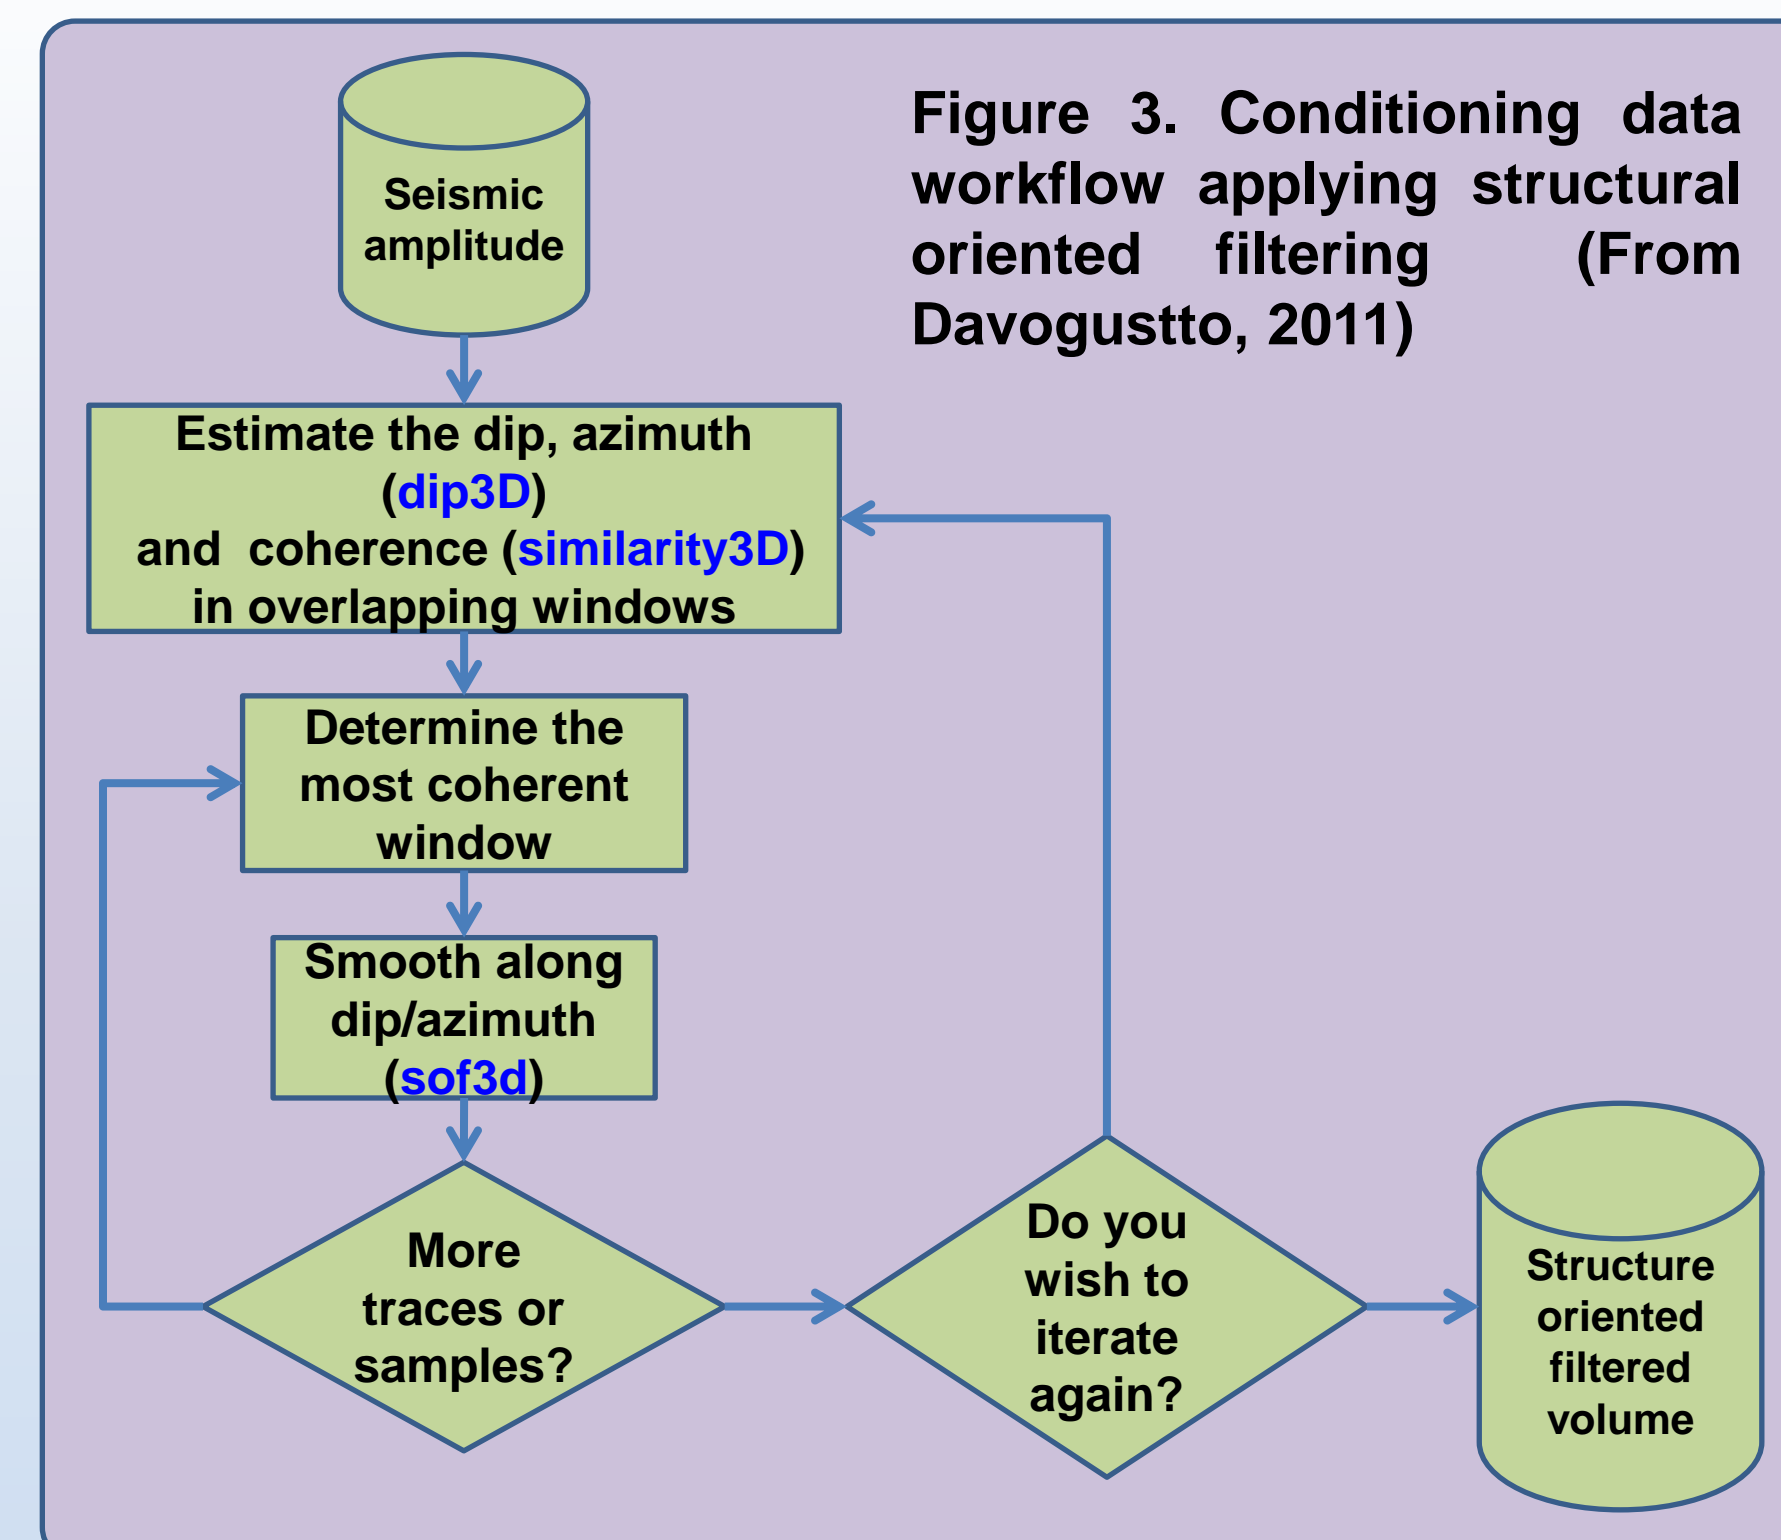 Figure 3. Conditioning data
workflow applying structural
oriented filtering (From
Davogustto, 2011)
Seismic
amplitude
Estimate the dip, azimuth
(dip3D)
and coherence (similarity3D)
in overlapping windows
Determine the
most coherent
window
Smooth along
dip/azimuth
(sof3d)
More
traces or
samples?
Do you
wish to
iterate
again?
Structure
oriented
filtered
volume